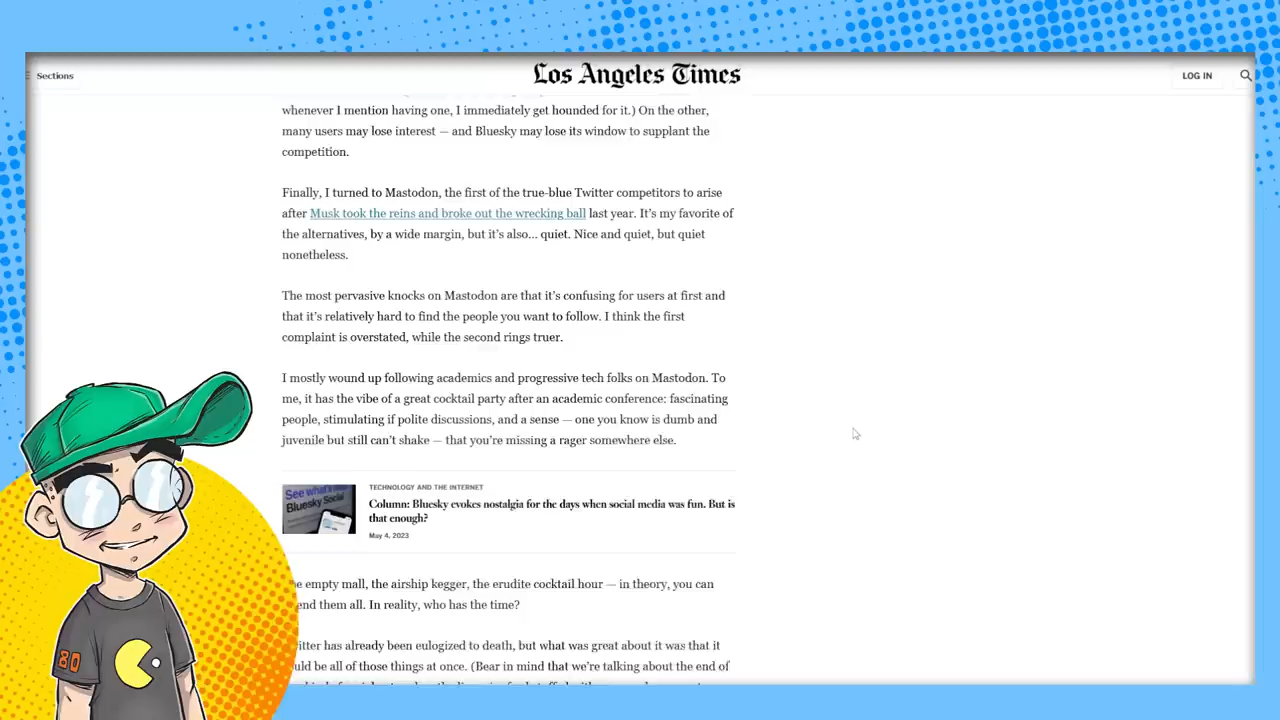 Sections
Los Angeles Times
LOG IN
whenever I mention having one, I immediately get hounded for it.) On the other,
many users may lose interest — and Bluesky may lose its window to supplant the
competition.
Finally, I turned to Mastodon, the first of the true-blue Twitter competitors to arise
after Musk took the reins and broke out the wrecking ball last year. It's my favorite of
the alternatives, by a wide margin, but it's also... quiet. Nice and quiet, but quiet
nonetheless.
The most pervasive knocks on Mastodon are that it's confusing for users at first and
that it's relatively hard to find the people you want to follow. I think the first
complaint is overstated, while the second rings truer.
I mostly wound up following academics and progressive tech folks on Mastodon. To
me, it has the vibe of a great cocktail party after an academic conference: fascinating
people, stimulating if polite discussions, and a sense — one you know is dumb and
juvenile but still can't shake — that you're missing a rager somewhere else.
See what's
Bluesky Social
TECHNOLOGY AND THE INTERNET
Column: Bluesky evokes nostalgia for the days when social media was fun. But is
that enough?
May 4, 2023
e empty mall, the airship kegger, the erudite cocktail hour — in theory, you can
end them all. In reality, who has the time?
itter has already been eulogized to death, but what was great about it was that it
uld be all of those things at once. (Bear in mind that we're talking about the end of
80